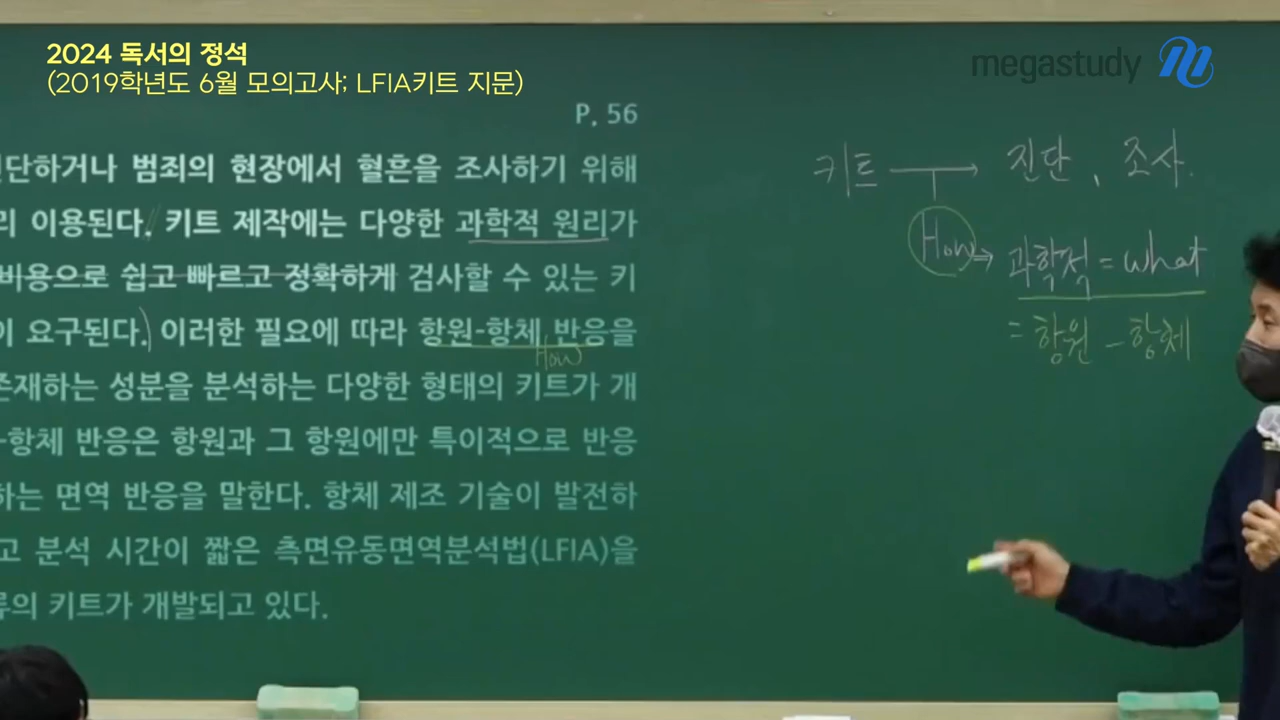 2024 독서의 정석
(2019학년도 6월 모의고사; LFIA키트 지문)
megastudy
P. 56
단하거나 범죄의 현장에서 혈흔을 조사하기 위해
리 이용된다. 키트 제작에는 다양한 과학적 원리가
비용으로 쉽고 빠르고 정확하게 검사할 수 있는 키
이 요구된다. 이러한 필요에 따라 항원-항체 반응을
How
존재하는 성분을 분석하는 다양한 형태의 키트가 개
-항체 반응은 항원과 그 항원에만 특이적으로 반응
하는 면역 반응을 말한다. 항체 제조 기술이 발전하
고 분석 시간이 짧은 측면유동면역분석법(LFIA)을
류의 키트가 개발되고 있다.
키트 → 진단, 조사.
How ⇒ 과학적 = what
= 항원 - 항체